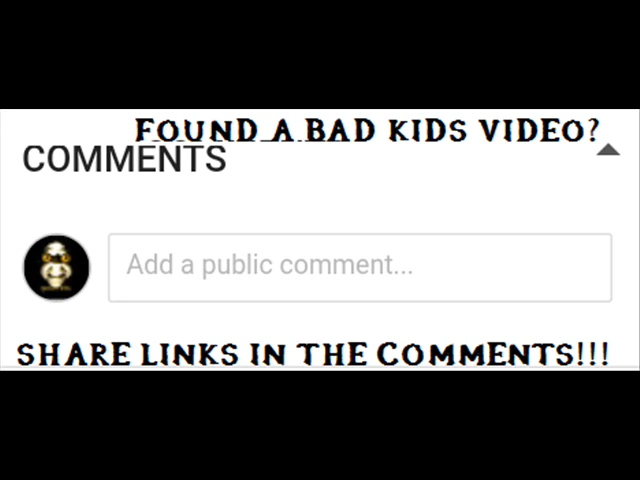 FOUND A BAD KIDS VIDEO?
COMMENTS
Add a public comment...
SHARE LINKS IN THE COMMENTS!!!